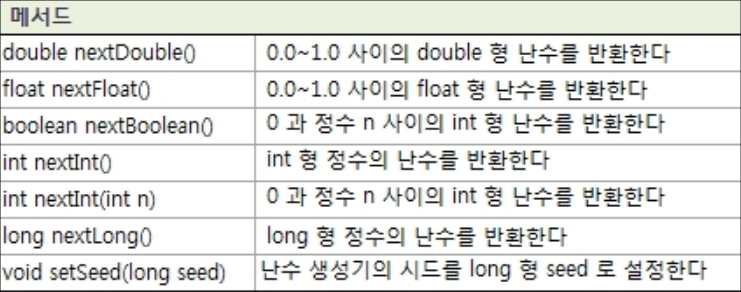 메서드
double nextDouble() 0.0~1.0 사이의 double 형 난수를 반환한다
float nextFloat() 0.0~1.0 사이의 float 형 난수를 반환한다
boolean nextBoolean() 0 과 정수 n 사이의 int 형 난수를 반환한다
int nextInt() int 형 정수의 난수를 반환한다
int nextInt(int n) 0 과 정수 n 사이의 int 형 난수를 반환한다
long nextLong() long 형 정수의 난수를 반환한다
void setSeed(long seed) 난수 생성기의 시드를 long 형 seed 로 설정한다